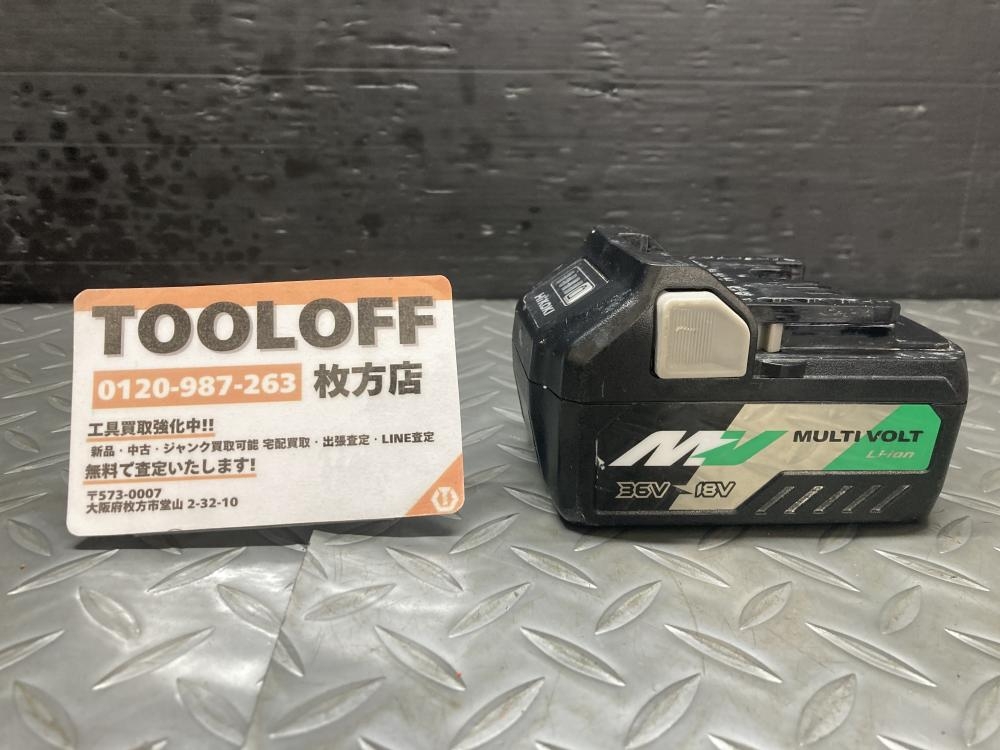 TOOLOFF
0120-987-263 枚方店
工具買取強化中!!
新品・中古・ジャンク買取可能 宅配買取・出張査定・LINE査定
無料で査定いたします!
〒573-0007
大阪府枚方市堂山 2-32-10
HiKOKI
MV MULTI VOLT
Li-ion
36V 18V